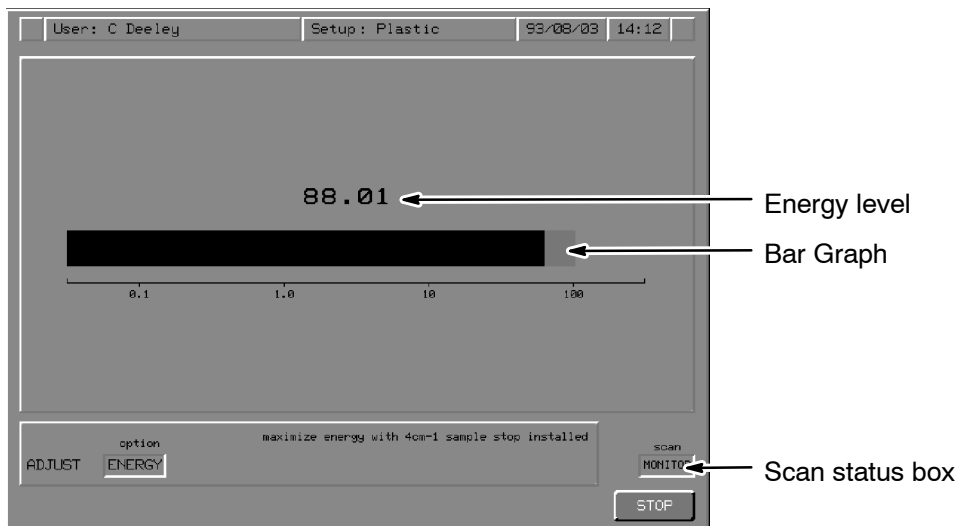 User: C Deeley Setup: Plastic 93/08/03 14:12
88.01
Energy level
Bar Graph
0.1 1.0 10 100
maximize energy with 4cm-1 sample stop installed
option
scan
ADJUST ENERGY
MONITOR
Scan status box
STOP